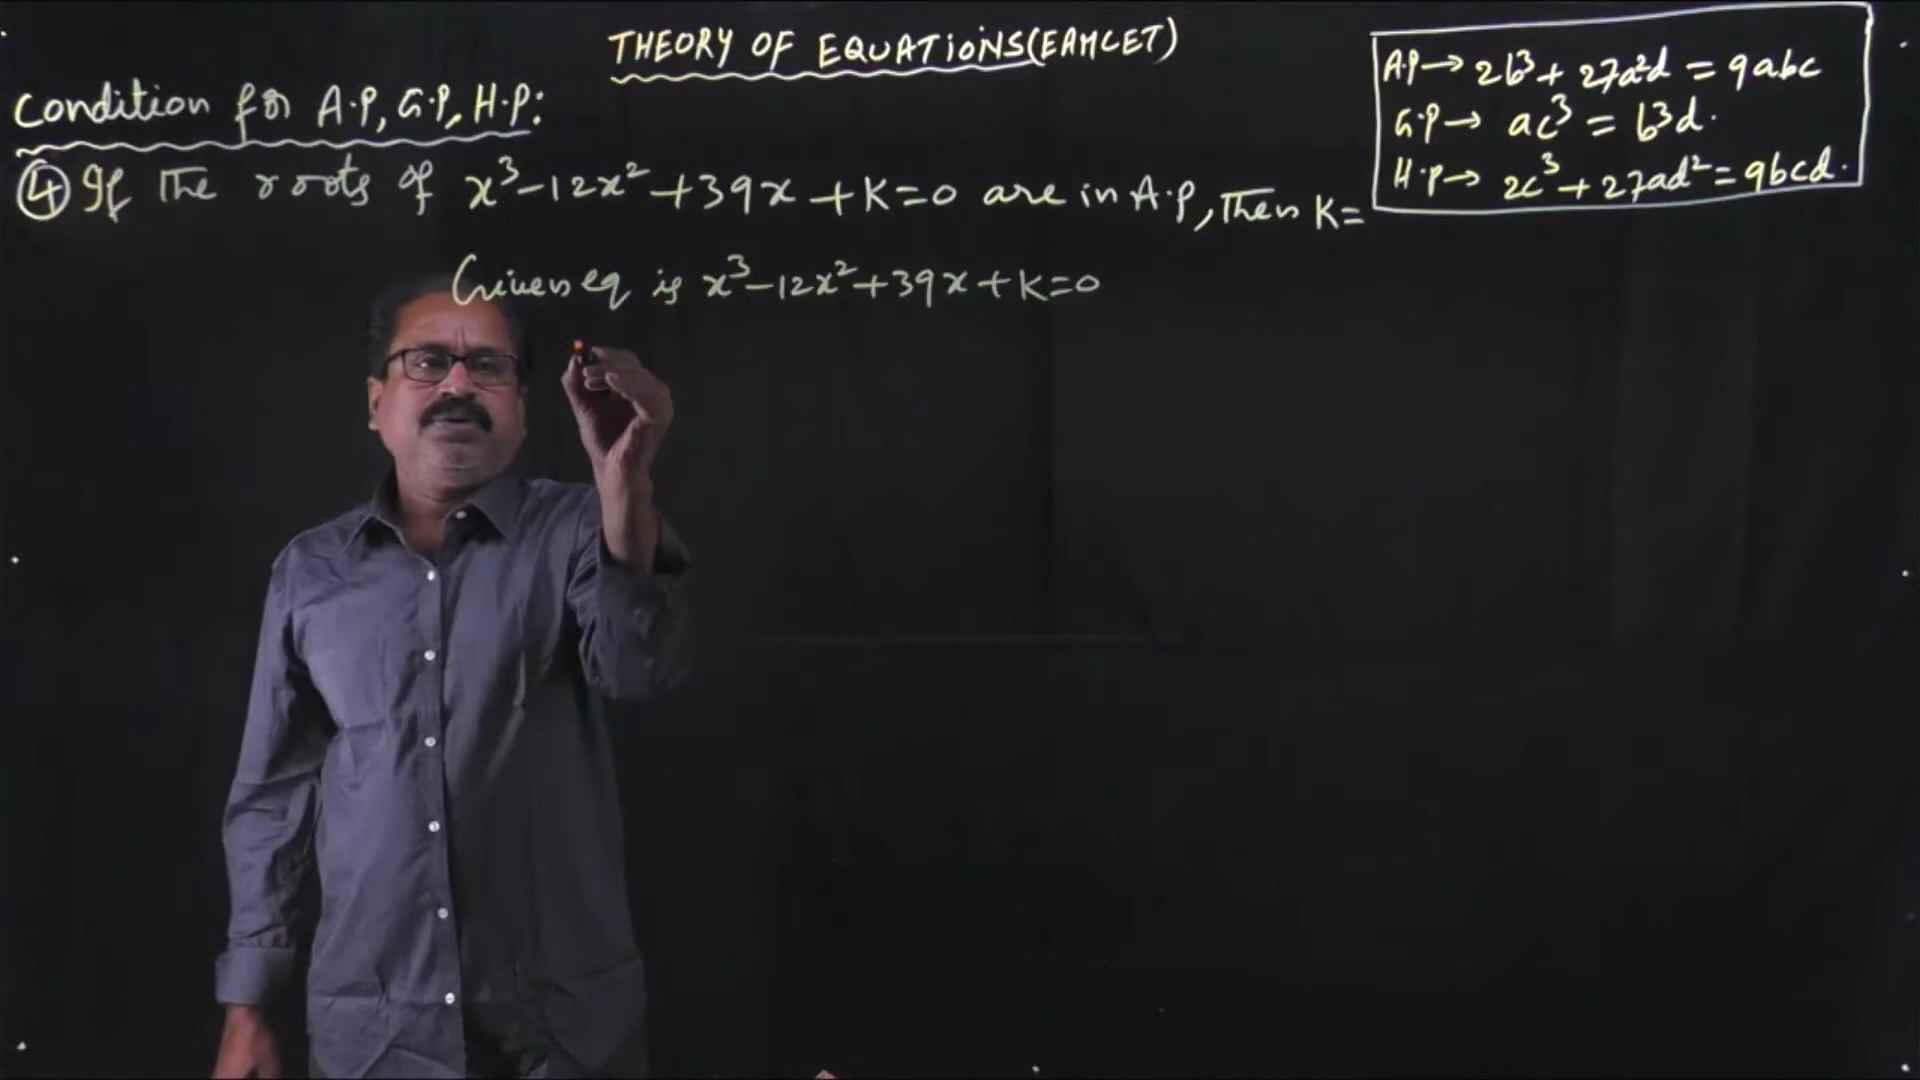 THEORY OF EQUATIONS(EAMCET)
A.P→ 2b³ + 27a²d = 9abc
G.P→ ac³ = b³d.
H.P→ 2c³ + 27ad² = 9bcd.
Condition for A.P, G.P, H.P:
④ If The roots of x³-12x²+39x+K=0 are in A.P, Then K=
Given eq is x³-12x²+39x+K=0